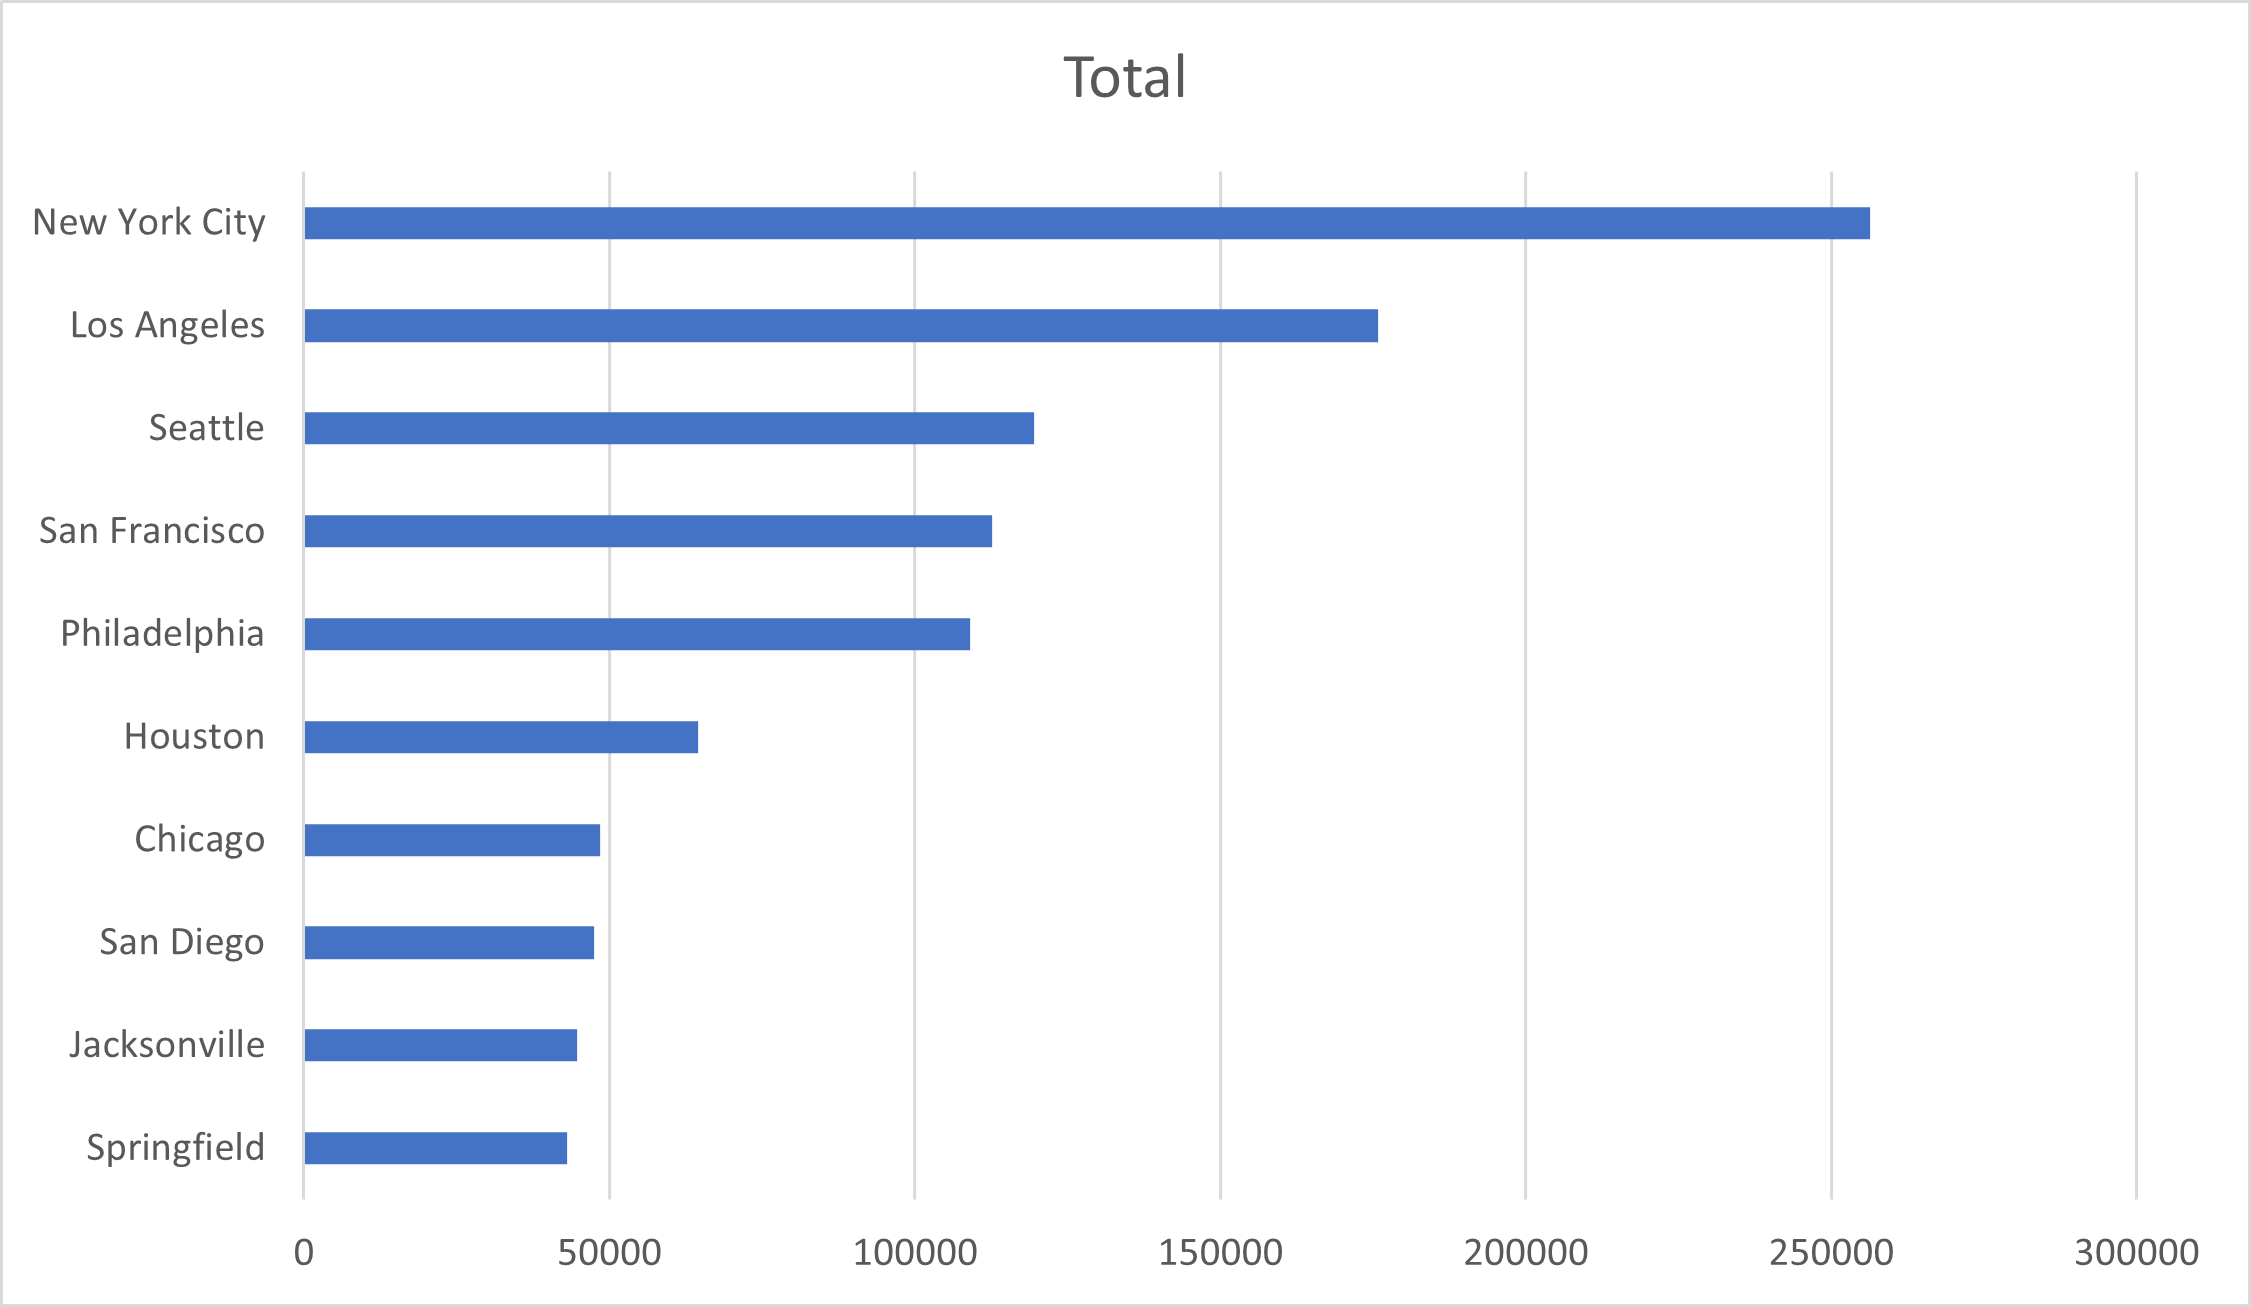 Total
New York City
Los Angeles
Seattle
San Francisco
Philadelphia
Houston
Chicago
San Diego
Jacksonville
Springfield
0 50000 100000 150000 200000 250000 300000